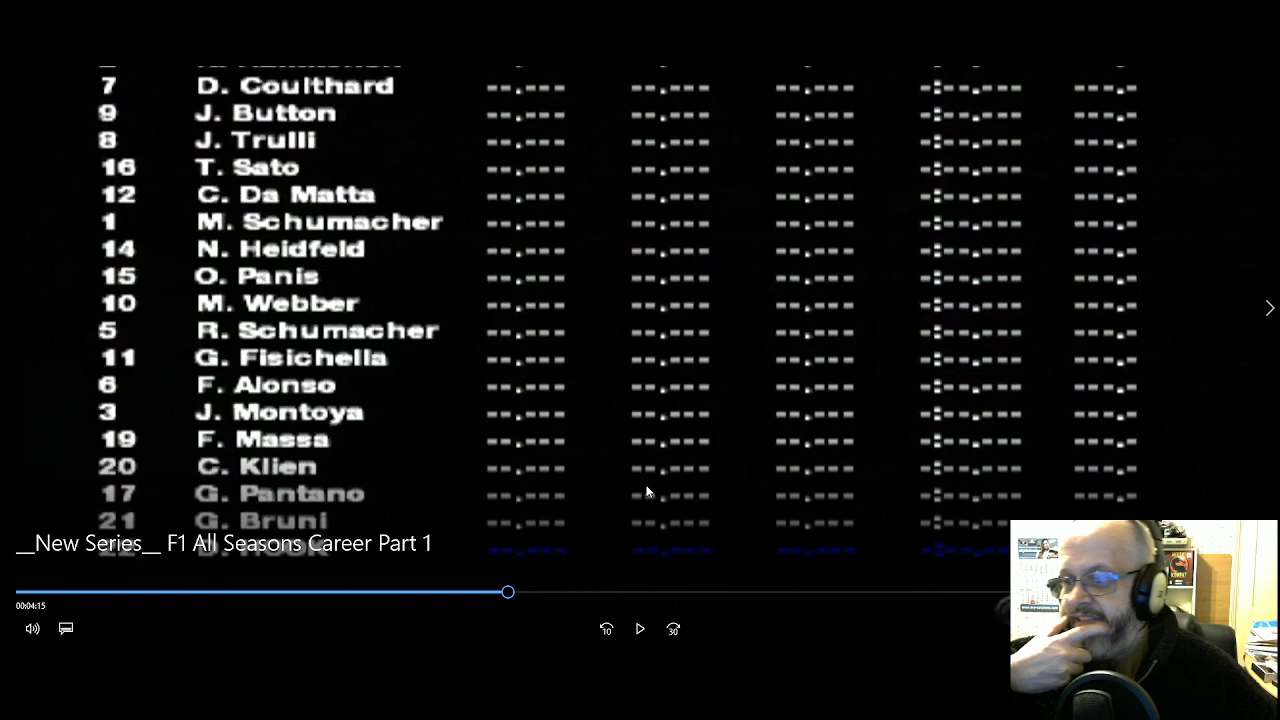 7 D. Coulthard --.--- --.--- --.--- --:--.--- ---.-
9 J. Button --.--- --.--- --.--- --:--.--- ---.-
8 J. Trulli --.--- --.--- --.--- --:--.--- ---.-
16 T. Sato --.--- --.--- --.--- --:--.--- ---.-
12 C. Da Matta --.--- --.--- --.--- --:--.--- ---.-
1 M. Schumacher --.--- --.--- --.--- --:--.--- ---.-
14 N. Heidfeld --.--- --.--- --.--- --:--.--- ---.-
15 O. Panis --.--- --.--- --.--- --:--.--- ---.-
10 M. Webber --.--- --.--- --.--- --:--.--- ---.-
5 R. Schumacher --.--- --.--- --.--- --:--.--- ---.-
11 G. Fisichella --.--- --.--- --.--- --:--.--- ---.-
6 F. Alonso --.--- --.--- --.--- --:--.--- ---.-
3 J. Montoya --.--- --.--- --.--- --:--.--- ---.-
19 F. Massa --.--- --.--- --.--- --:--.--- ---.-
20 C. Klien --.--- --.--- --.--- --:--.--- ---.-
17 G. Pantano --.--- --.--- --.--- --:--.--- ---.-
21 G. Bruni --.--- --.--- --.--- --:--.---
__New Series__ F1 All Seasons Career Part 1
00:04:15
10
30